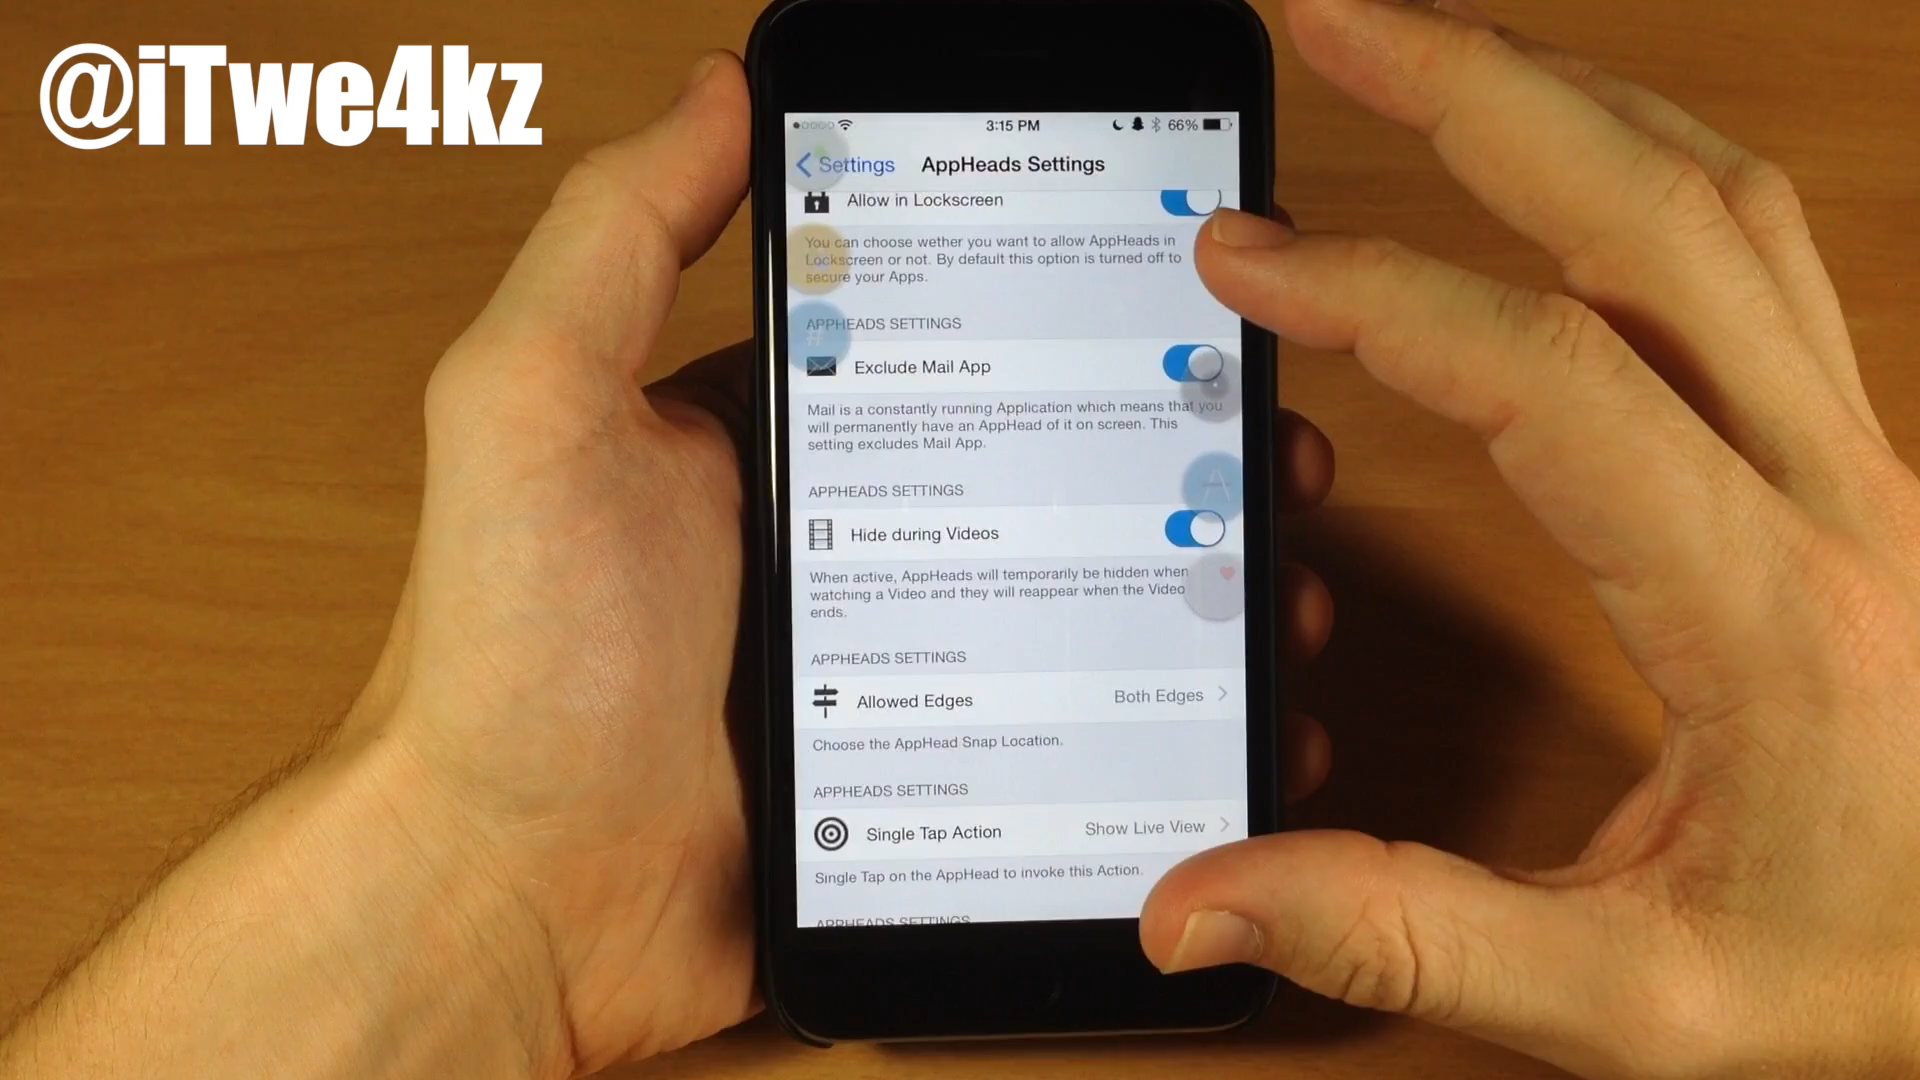 @iTwe4kz
3:15 PM
66%
Settings
AppHeads Settings
Allow in Lockscreen
You can choose wether you want to allow AppHeads in
Lockscreen or not. By default this option is turned off to
secure your Apps.
APPHEADS SETTINGS
#
Exclude Mail App
Mail is a constantly running Application which means that you
will permanently have an AppHead of it on screen. This
setting excludes Mail App.
APPHEADS SETTINGS
Hide during Videos
When active, AppHeads will temporarily be hidden when
watching a Video and they will reappear when the Video
ends.
APPHEADS SETTINGS
Allowed Edges
Both Edges
Choose the AppHead Snap Location.
APPHEADS SETTINGS
Single Tap Action
Show Live View
Single Tap on the AppHead to invoke this Action.
APPHEADS SETTINGS